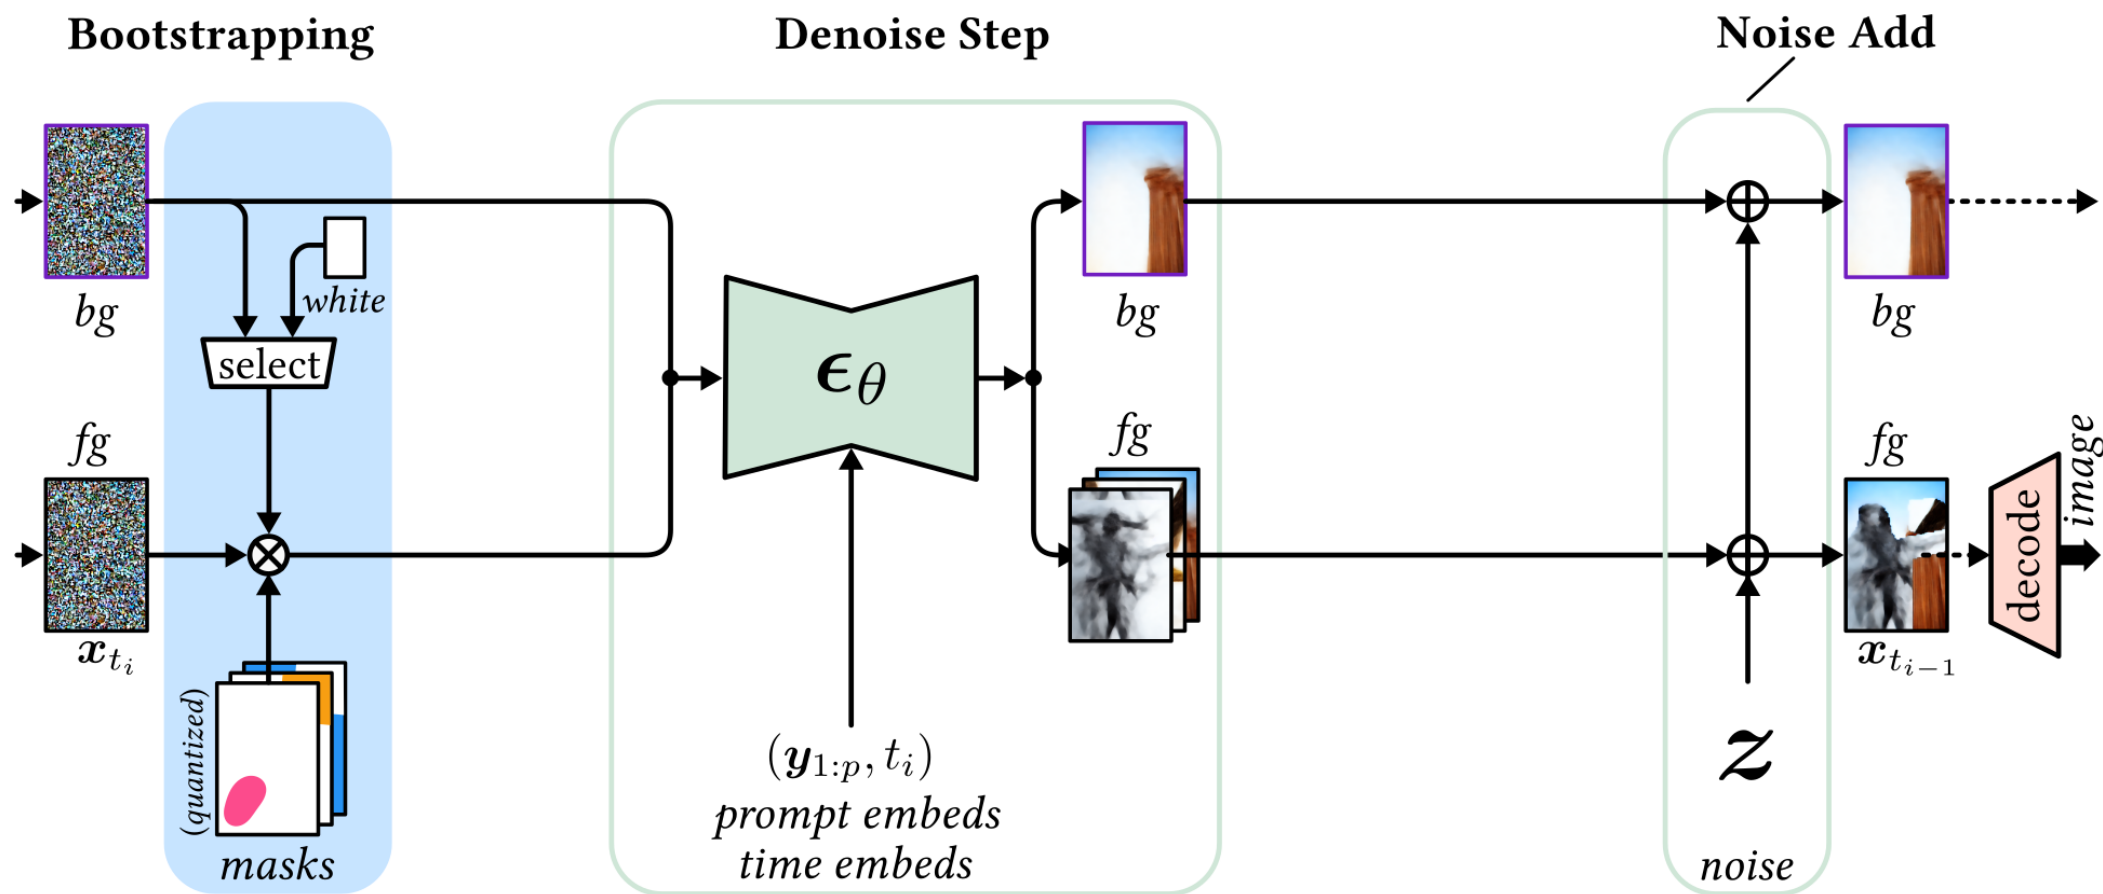 Bootstrapping
Denoise Step
Noise Add
bg
white
select
fg
x_{t_i}
(quantized)
masks
ϵ_θ
(y_{1:p}, t_i)
prompt embeds
time embeds
bg
fg
z
noise
bg
fg
x_{t_{i−1}}
decode
image